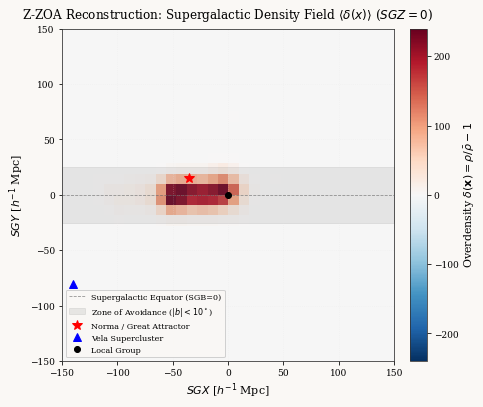 Z-ZOA Reconstruction: Supergalactic Density Field ⟨δ(x)⟩ (SGZ = 0)
150
100
50
0
−50
−100
−150
SGY [h⁻¹ Mpc]
−150
−100
−50
0
50
100
150
SGX [h⁻¹ Mpc]
Supergalactic Equator (SGB=0)
Zone of Avoidance (|b| < 10°)
Norma / Great Attractor
Vela Supercluster
Local Group
200
100
0
−100
−200
Overdensity δ(x) = ρ/ρ̄ − 1